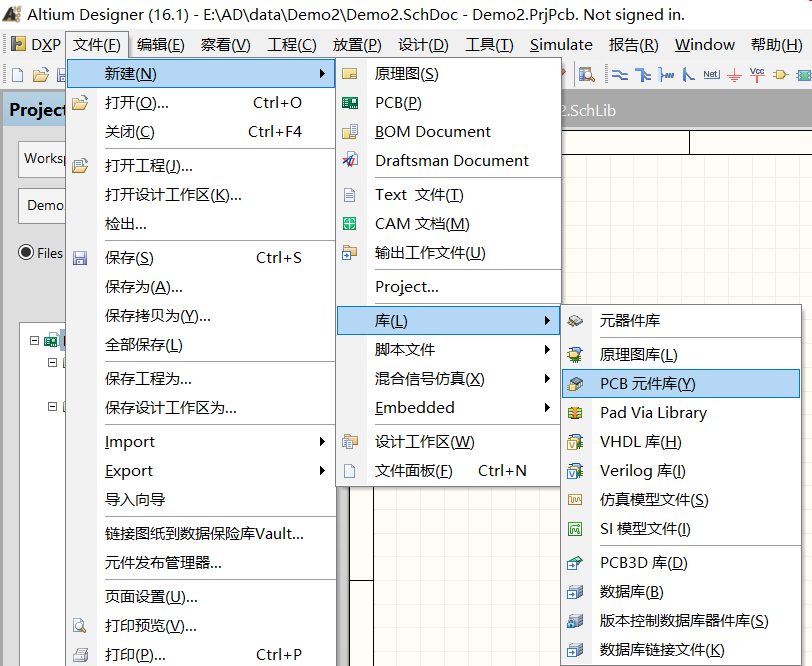 Altium Designer (16.1) - E:\AD\data\Demo2\Demo2.SchDoc - Demo2.PrjPcb. Not signed in.
DXP 文件(F) 编辑(E) 察看(V) 工程(C) 放置(P) 设计(D) 工具(T) Simulate 报告(R) Window 帮助(H)
Net Vcc
Project
2.SchLib
Works
Demo
Files
新建(N)
打开(O)... Ctrl+O
关闭(C) Ctrl+F4
打开工程(J)...
打开设计工作区(K)...
检出...
保存(S) Ctrl+S
保存为(A)...
保存拷贝为(Y)...
全部保存(L)
保存工程为...
保存设计工作区为...
Import
Export
导入向导
链接图纸到数据保险库Vault...
元件发布管理器...
页面设置(U)...
打印预览(V)...
打印(P)... Ctrl+P
原理图(S)
PCB(P)
BOM Document
Draftsman Document
Text 文件(T)
CAM 文档(M)
输出工作文件(U)
Project...
库(L)
脚本文件
混合信号仿真(X)
Embedded
设计工作区(W)
文件面板(F) Ctrl+N
元器件库
原理图库(L)
PCB 元件库(Y)
Pad Via Library
VHDL 库(H)
Verilog 库(I)
仿真模型文件(S)
SI 模型文件(I)
PCB3D 库(D)
数据库(B)
版本控制数据库器件库(S)
数据库链接文件(K)